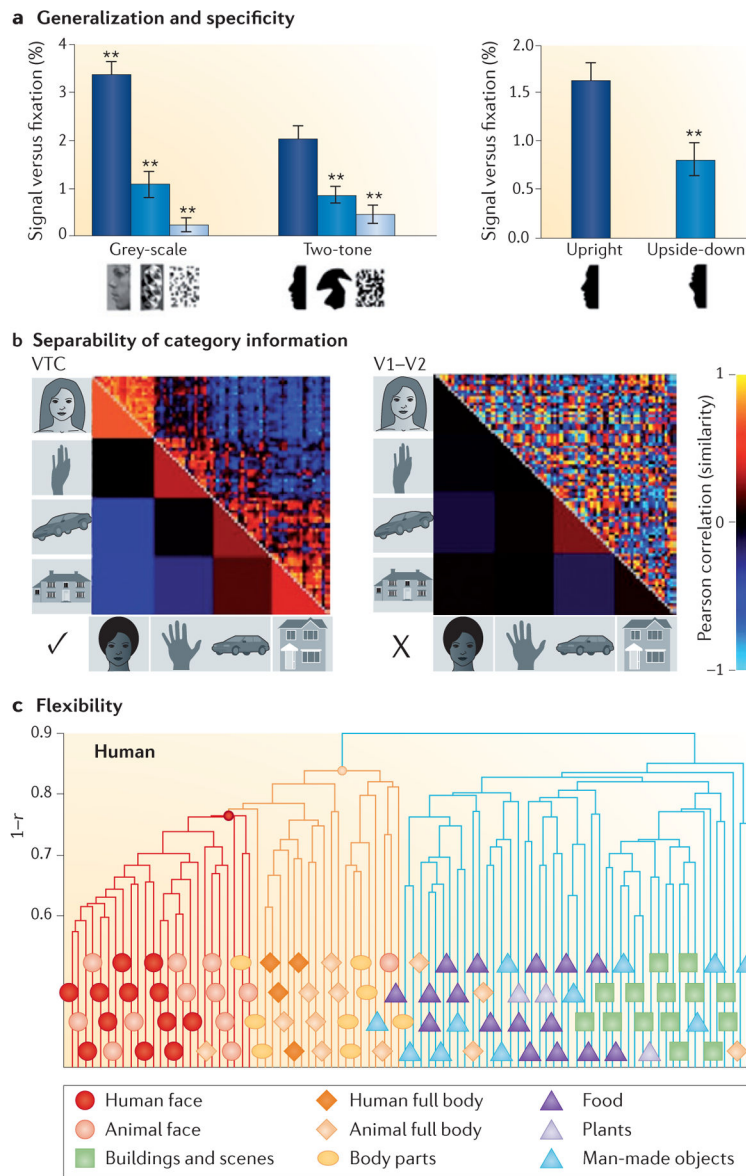 a Generalization and specificity
Signal versus fixation (%)
4
3
2
1
0
**
**
**
**
**
Grey-scale
Two-tone
Signal versus fixation (%)
2.0
1.5
1.0
0.5
0.0
**
Upright
Upside-down
b Separability of category information
VTC
V1–V2
✓
X
1
0
–1
Pearson correlation (similarity)
c Flexibility
Human
1–r
0.9
0.8
0.7
0.6
Human face
Human full body
Food
Animal face
Animal full body
Plants
Buildings and scenes
Body parts
Man-made objects